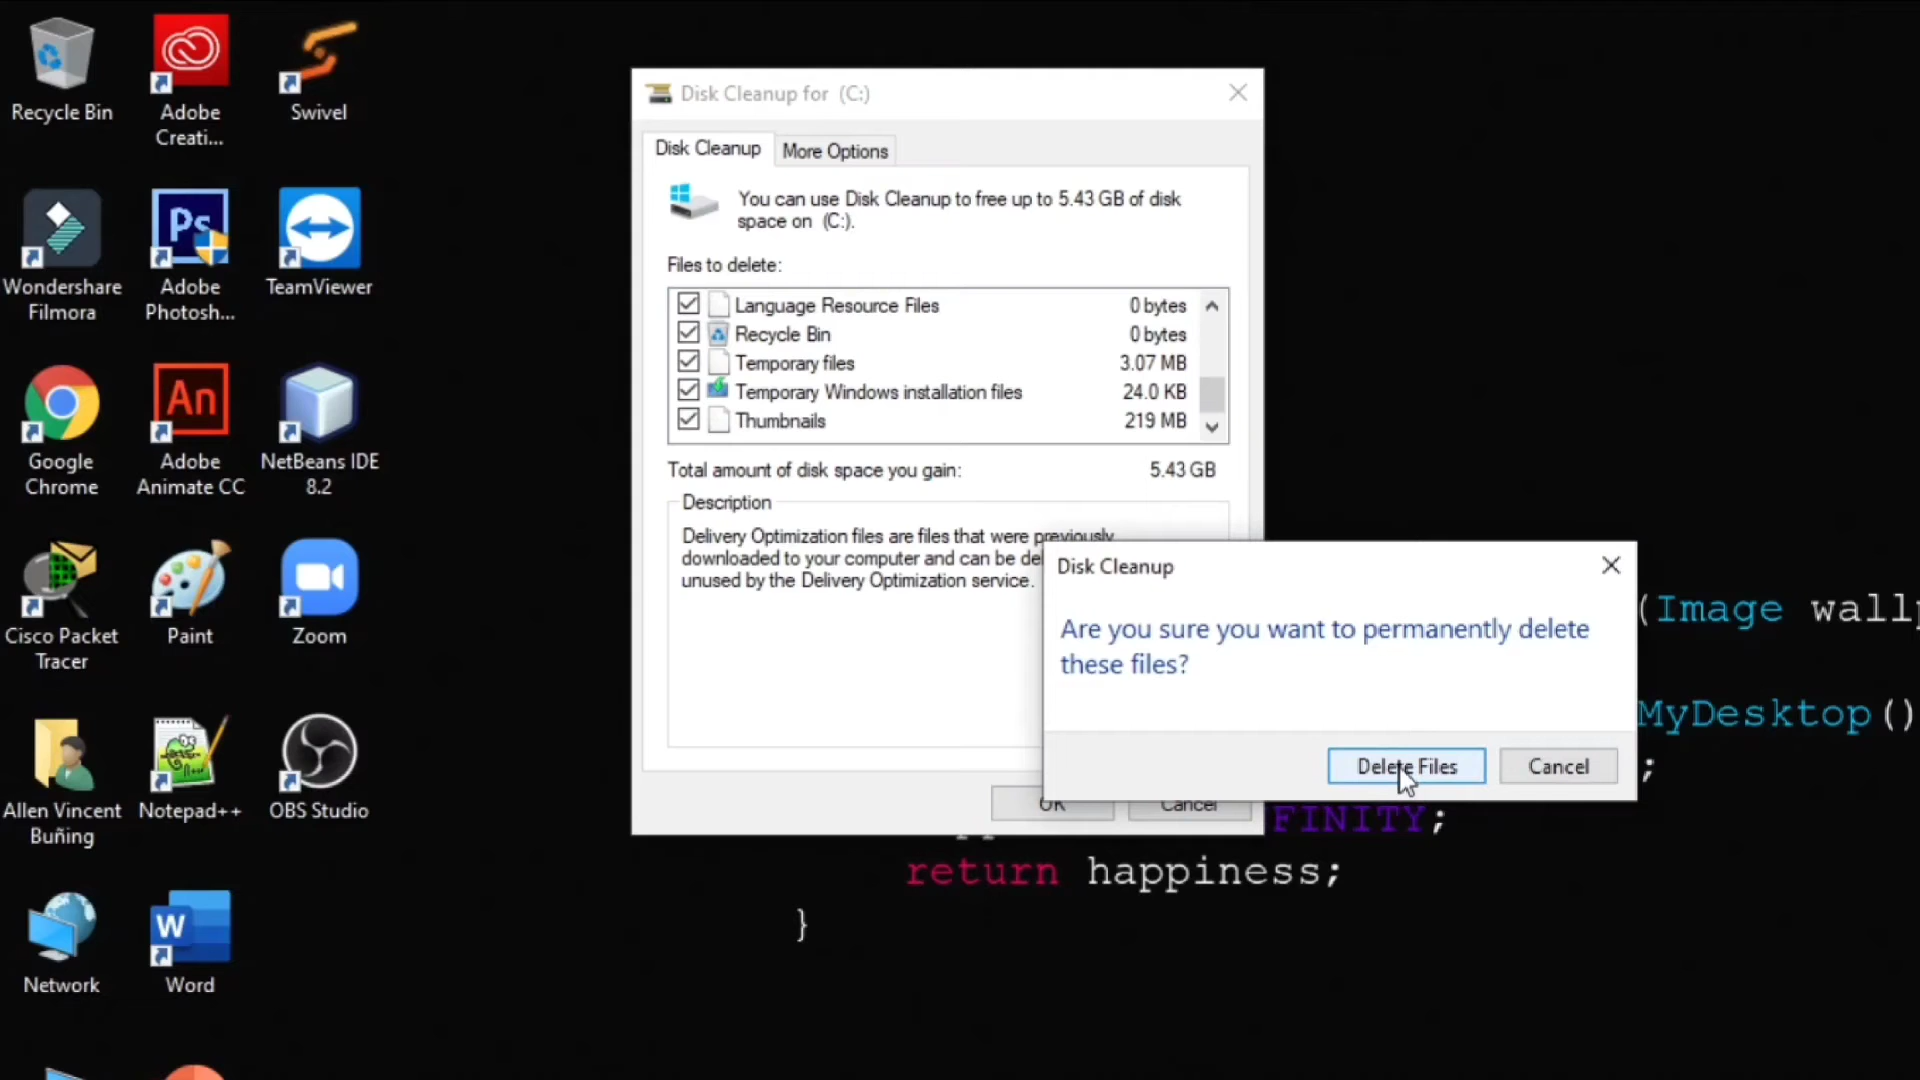 Recycle Bin
Adobe
Creati...
Swivel
Wondershare
Filmora
Adobe
Photosh...
TeamViewer
Google
Chrome
Adobe
Animate CC
NetBeans IDE
8.2
Cisco Packet
Tracer
Paint
Zoom
Allen Vincent
Buñing
Notepad++
OBS Studio
Network
Word
Ps
An
W
Disk Cleanup for (C:)
Disk Cleanup
More Options
You can use Disk Cleanup to free up to 5.43 GB of disk
space on (C:).
Files to delete:
Language Resource Files 0 bytes
Recycle Bin 0 bytes
Temporary files 3.07 MB
Temporary Windows installation files 24.0 KB
Thumbnails 219 MB
Total amount of disk space you gain: 5.43 GB
Description
Delivery Optimization files are files that were previously
downloaded to your computer and can be
unused by the Delivery Optimization service.
OK
Cancel
Disk Cleanup
Are you sure you want to permanently delete
these files?
Delete Files
Cancel
(Image
MyDesktop()
;
FINITY;
return happiness;
}